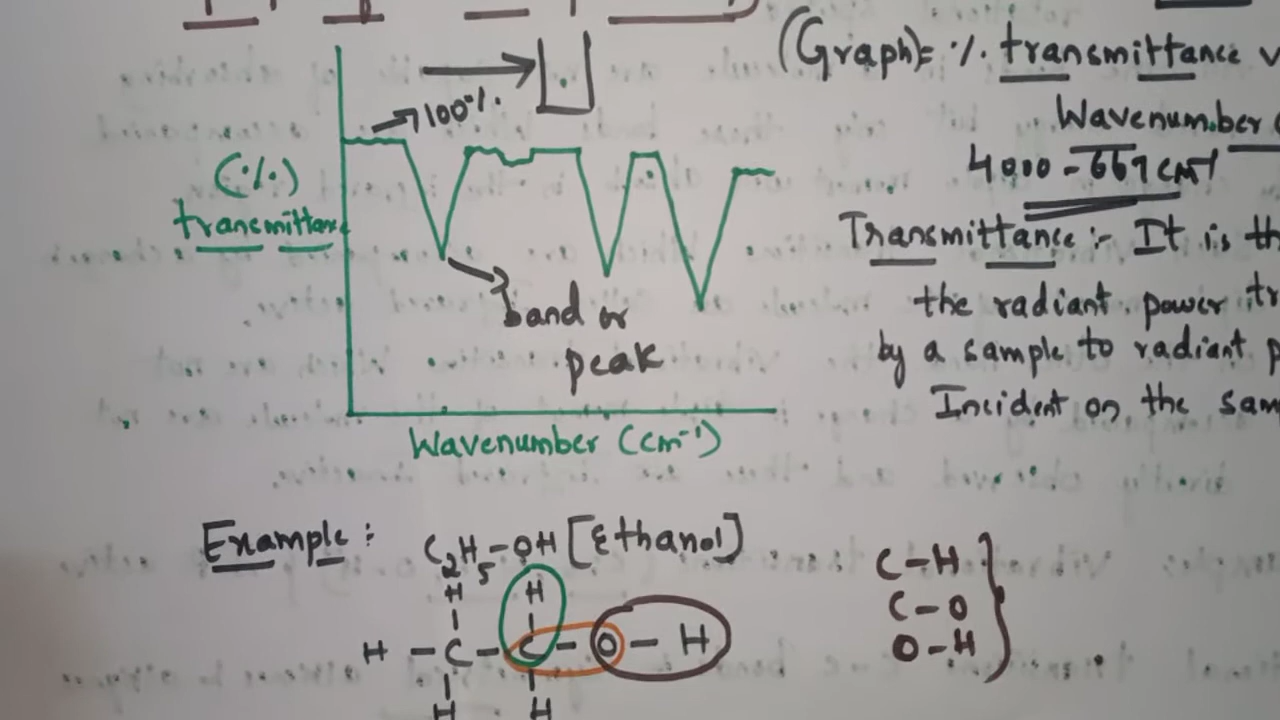 (Graph)= % transmittance v
100%.
Wavenumber
(%)
transmittance
4000 - 667 cm⁻¹
Transmittance :- It is th
the radiant power tr
band or
peak
by a sample to radiant p
Incident on the sam
Wavenumber (cm⁻¹)
Example :
C₂H₅-OH [Ethanol]
H H
H - C - C - O - H
H H
C-H
C-O
O-H